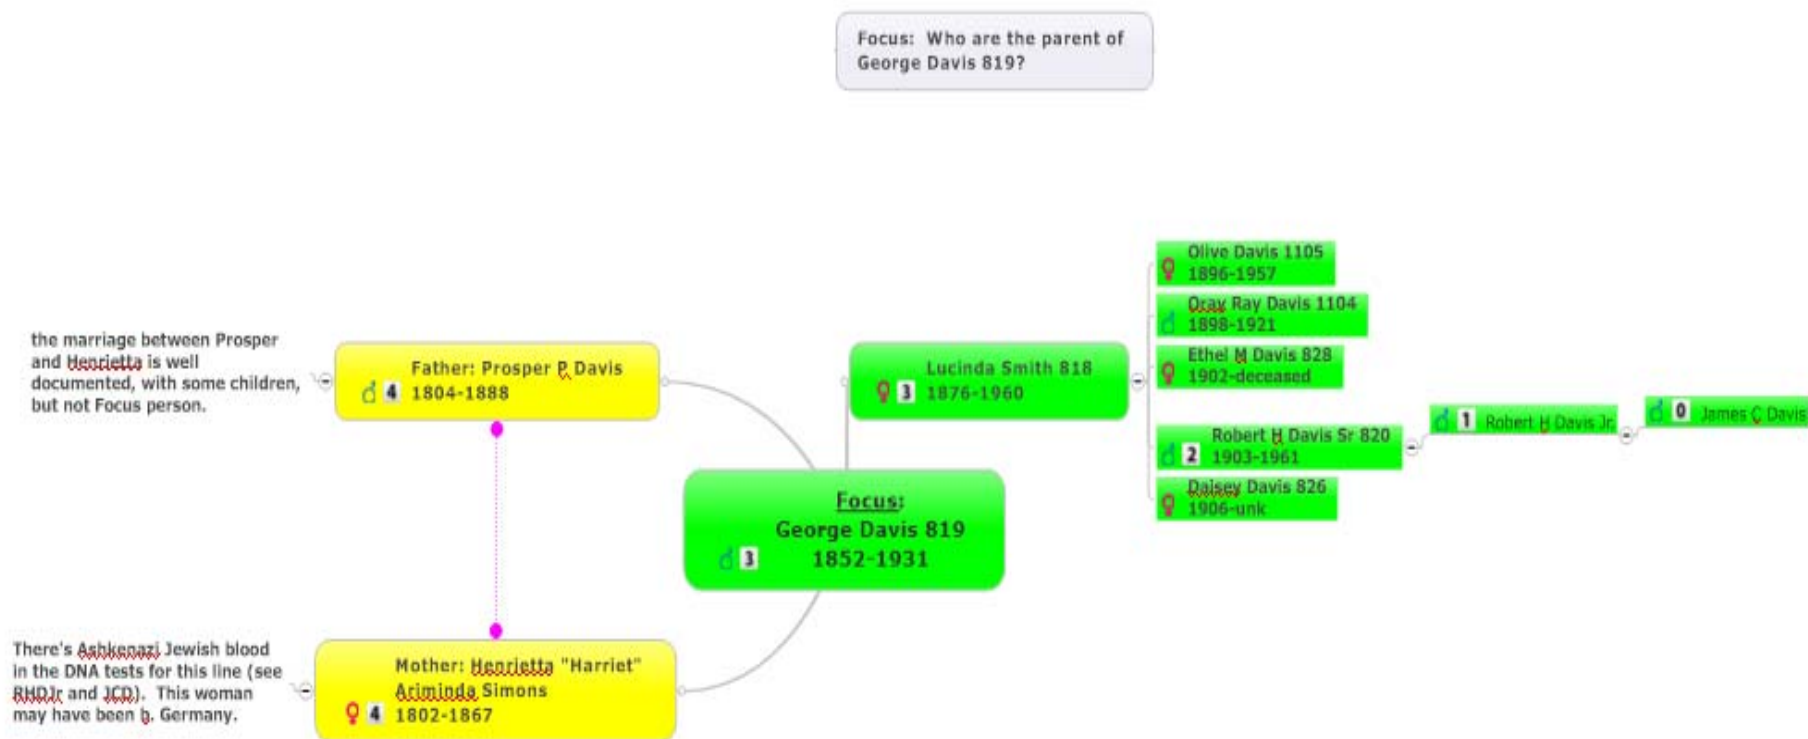 Focus:  Who are the parent of
George Davis 819?
the marriage between Prosper
and Henrietta is well
documented, with some children,
but not Focus person.
Father: Prosper P Davis
4 1804-1888
Lucinda Smith 818
3 1876-1960
Olive Davis 1105
1896-1957
Oray Ray Davis 1104
1898-1921
Ethel M Davis 828
1902-deceased
Robert H Davis Sr 820
2 1903-1961
1 Robert H Davis Jr.
0 James C Davis
Daisey Davis 826
1906-unk
Focus:
George Davis 819
3 1852-1931
There's Ashkenazi Jewish blood
in the DNA tests for this line (see
RHDJr and JCD).  This woman
may have been b. Germany.
Mother: Henrietta "Harriet"
Ariminda Simons
4 1802-1867